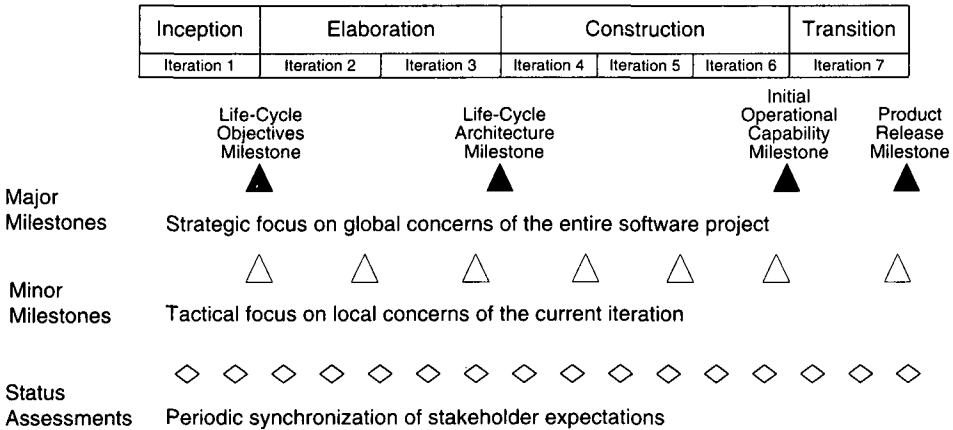 Inception Elaboration Construction Transition
Iteration 1 Iteration 2 Iteration 3 Iteration 4 Iteration 5 Iteration 6 Iteration 7
Life-Cycle
Objectives
Milestone
Life-Cycle
Architecture
Milestone
Initial
Operational
Capability
Milestone
Product
Release
Milestone
Major
Milestones
Strategic focus on global concerns of the entire software project
Minor
Milestones
Tactical focus on local concerns of the current iteration
Status
Assessments
Periodic synchronization of stakeholder expectations